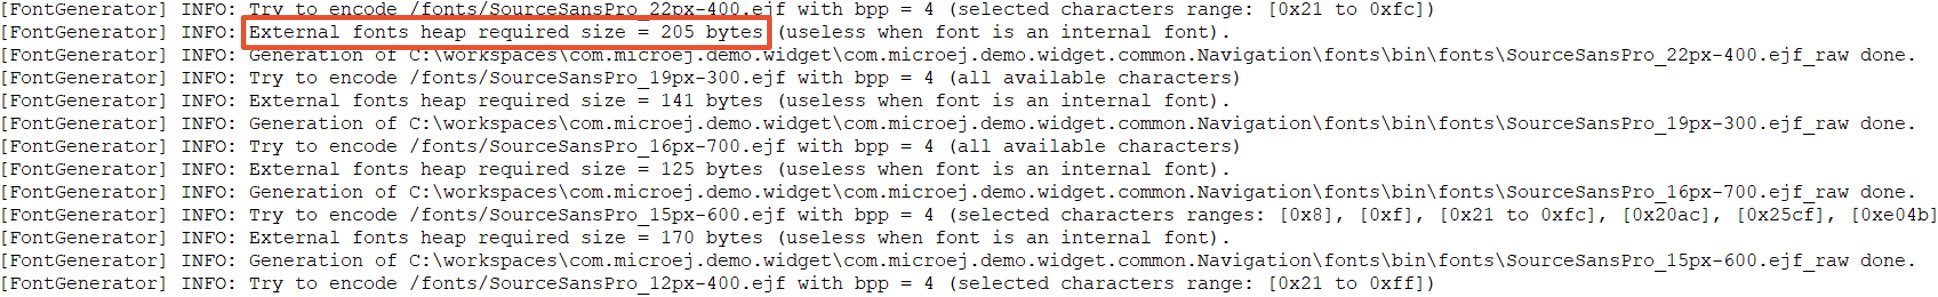 [FontGenerator] INFO: Try to encode /fonts/SourceSansPro_22px-400.ejf with bpp = 4 (selected characters range: [0x21 to 0xfc])
[FontGenerator] INFO: External fonts heap required size = 205 bytes (useless when font is an internal font).
[FontGenerator] INFO: Generation of C:\workspaces\com.microej.demo.widget\com.microej.demo.widget.common.Navigation\fonts\bin\fonts\SourceSansPro_22px-400.ejf_raw done.
[FontGenerator] INFO: Try to encode /fonts/SourceSansPro_19px-300.ejf with bpp = 4 (all available characters)
[FontGenerator] INFO: External fonts heap required size = 141 bytes (useless when font is an internal font).
[FontGenerator] INFO: Generation of C:\workspaces\com.microej.demo.widget\com.microej.demo.widget.common.Navigation\fonts\bin\fonts\SourceSansPro_19px-300.ejf_raw done.
[FontGenerator] INFO: Try to encode /fonts/SourceSansPro_16px-700.ejf with bpp = 4 (all available characters)
[FontGenerator] INFO: External fonts heap required size = 125 bytes (useless when font is an internal font).
[FontGenerator] INFO: Generation of C:\workspaces\com.microej.demo.widget\com.microej.demo.widget.common.Navigation\fonts\bin\fonts\SourceSansPro_16px-700.ejf_raw done.
[FontGenerator] INFO: Try to encode /fonts/SourceSansPro_15px-600.ejf with bpp = 4 (selected characters ranges: [0x8], [0xf], [0x21 to 0xfc], [0x20ac], [0x25cf], [0xe04b]
[FontGenerator] INFO: External fonts heap required size = 170 bytes (useless when font is an internal font).
[FontGenerator] INFO: Generation of C:\workspaces\com.microej.demo.widget\com.microej.demo.widget.common.Navigation\fonts\bin\fonts\SourceSansPro_15px-600.ejf_raw done.
[FontGenerator] INFO: Try to encode /fonts/SourceSansPro_12px-400.ejf with bpp = 4 (selected characters range: [0x21 to 0xff])